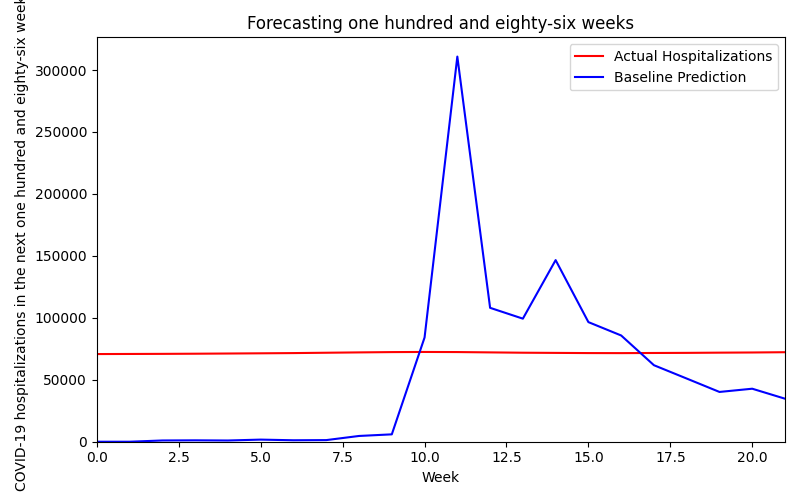 Forecasting one hundred and eighty-six weeks
Actual Hospitalizations
Baseline Prediction
COVID-19 hospitalizations in the next one hundred and eighty-six week
300000
250000
200000
150000
100000
50000
0
0.0 2.5 5.0 7.5 10.0 12.5 15.0 17.5 20.0
Week